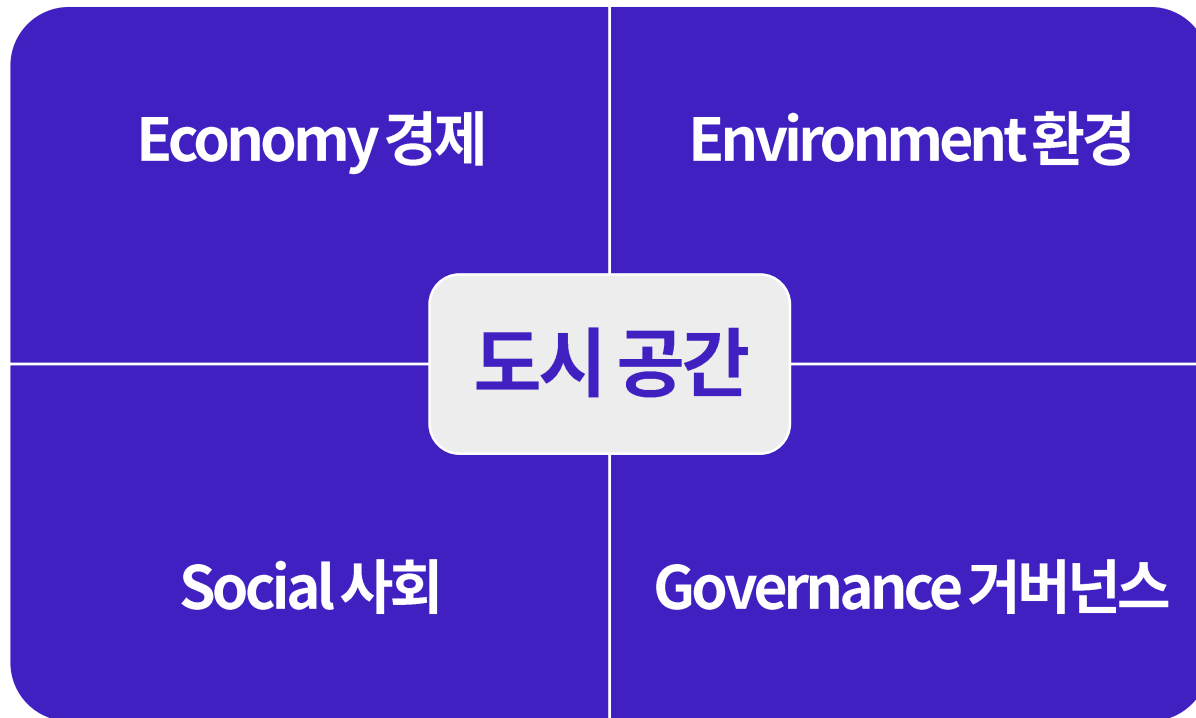 Economy 경제
Environment 환경
도시 공간
Social 사회
Governance 거버넌스